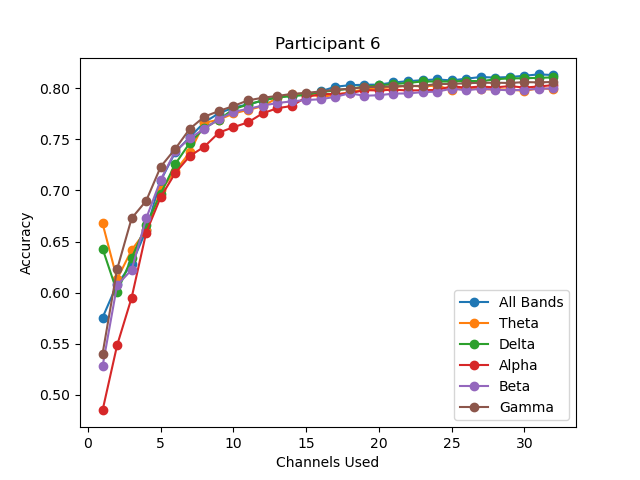 Participant 6
Accuracy
0.80
0.75
0.70
0.65
0.60
0.55
0.50
All Bands
Theta
Delta
Alpha
Beta
Gamma
0 5 10 15 20 25 30
Channels Used